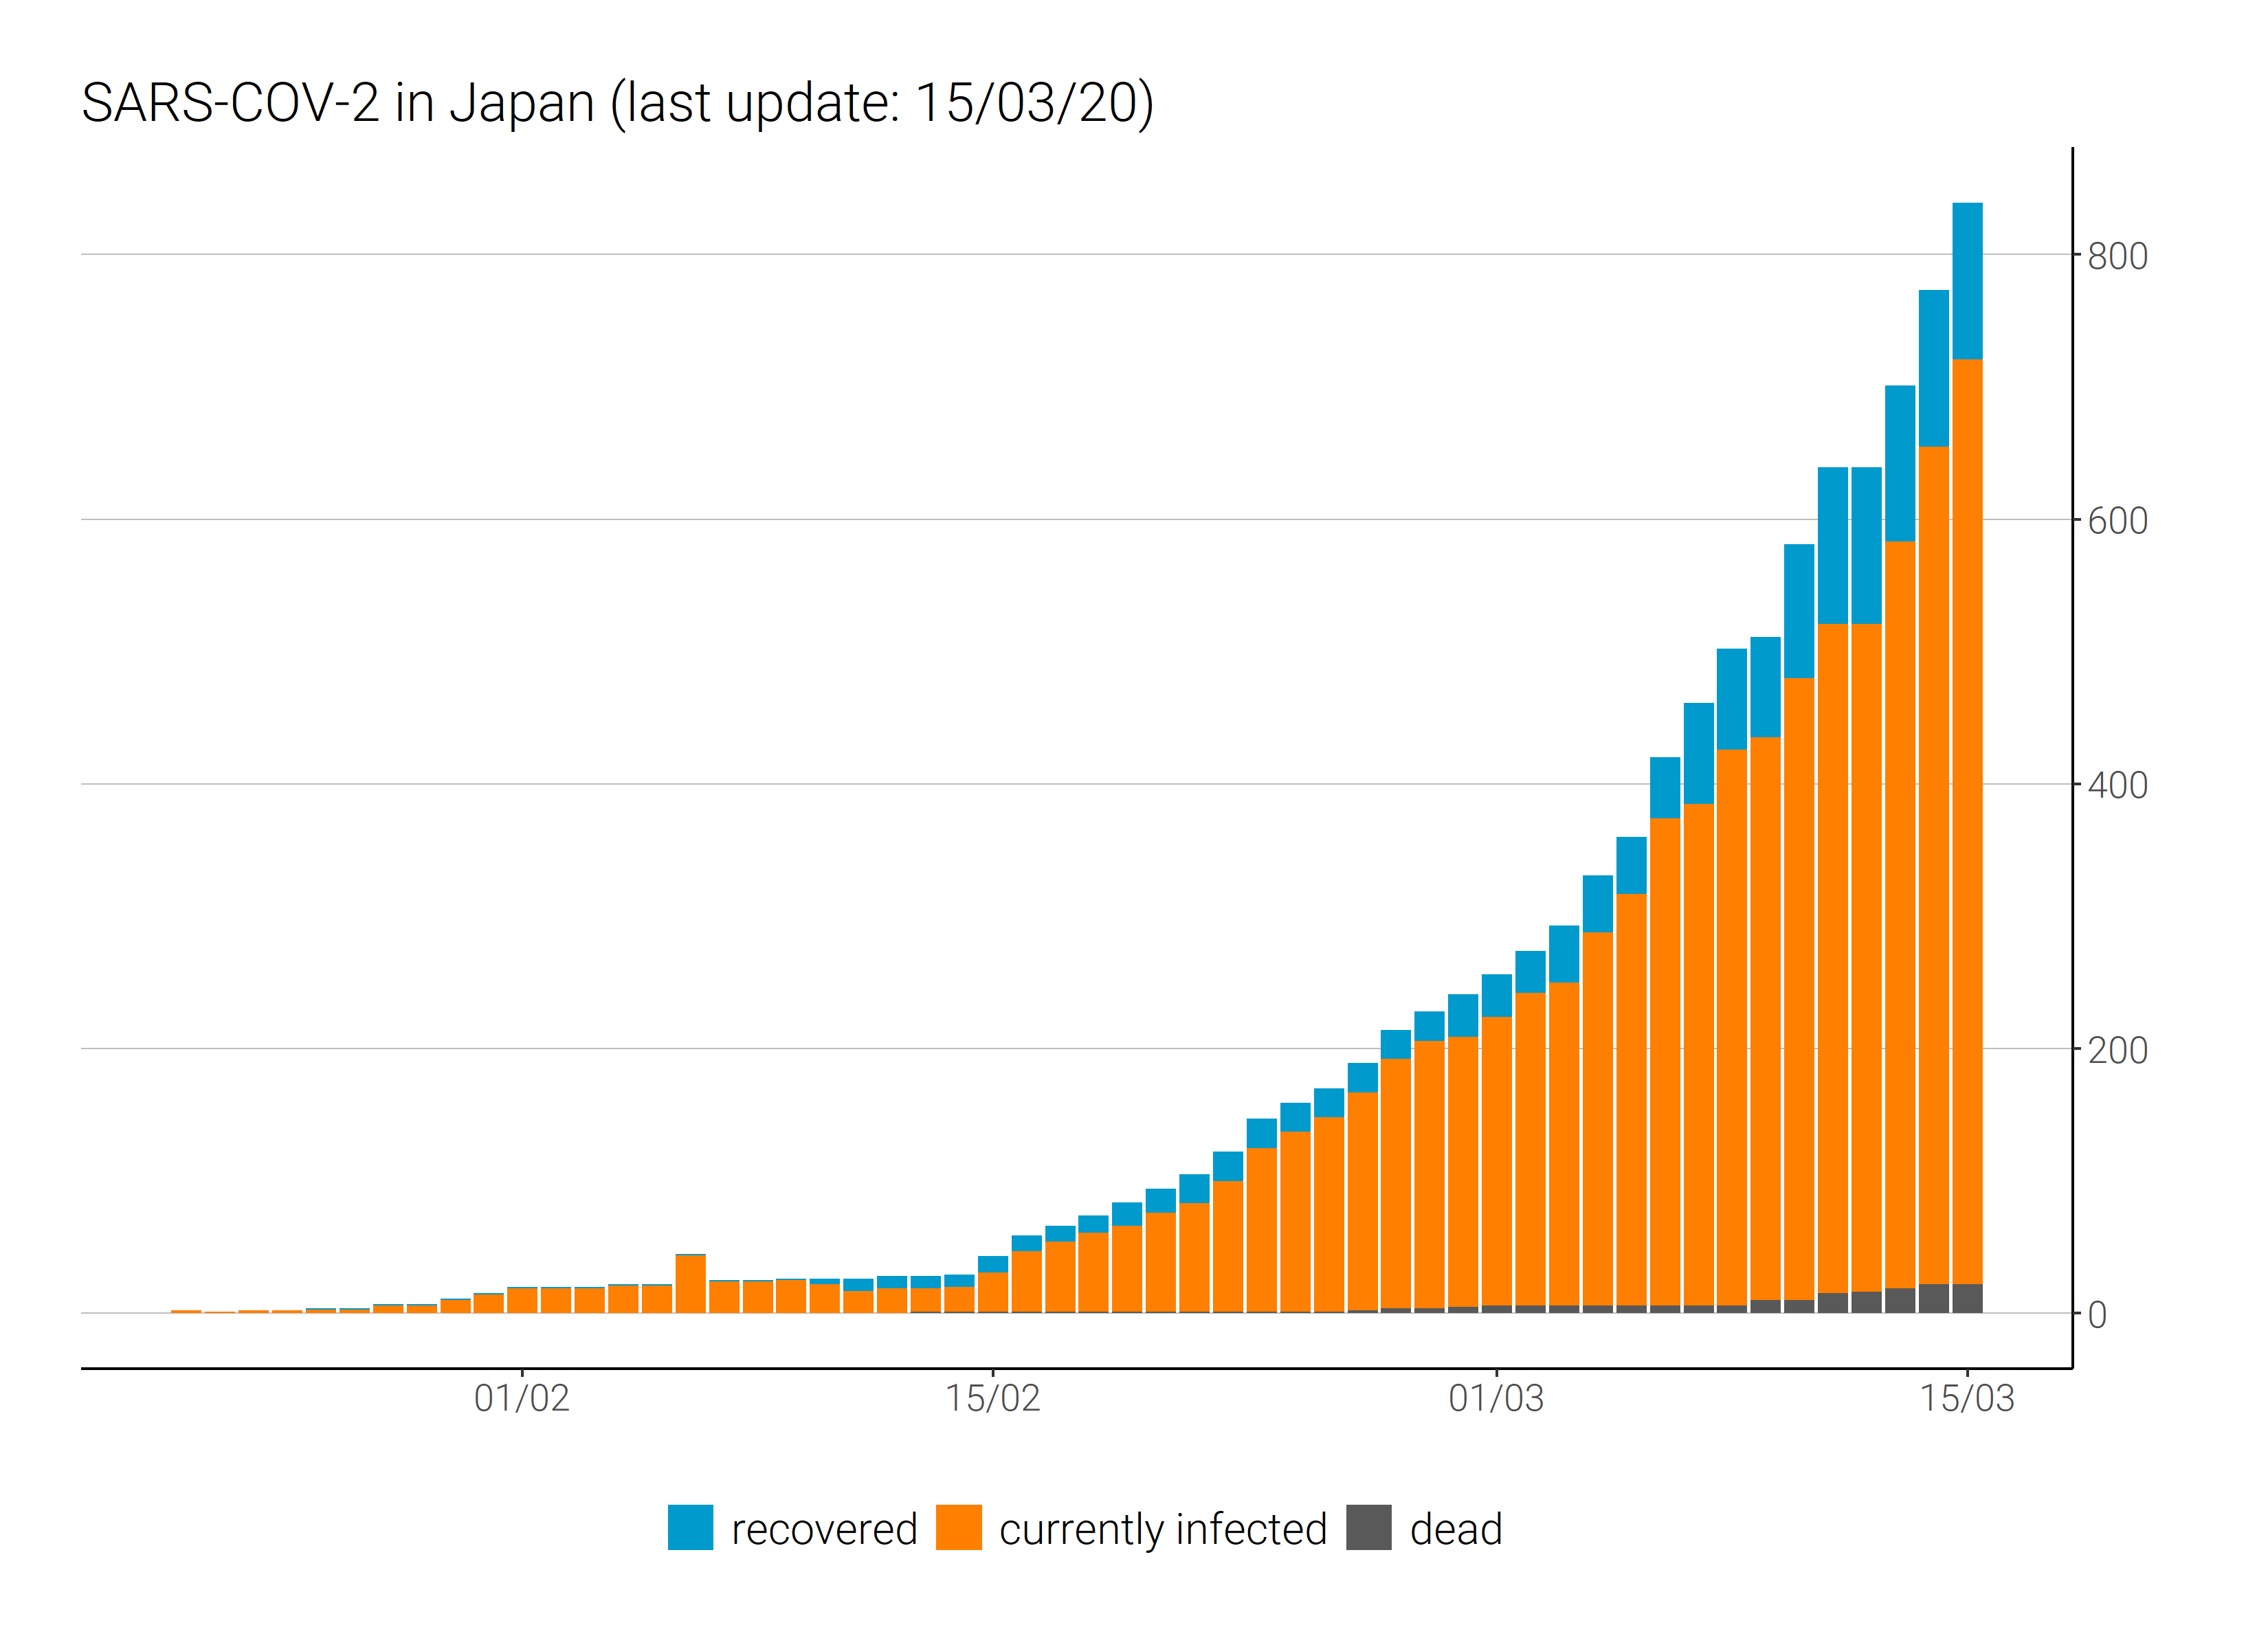 SARS-COV-2 in Japan (last update: 15/03/20)
800
600
400
200
0
01/02 15/02 01/03 15/03
recovered currently infected dead